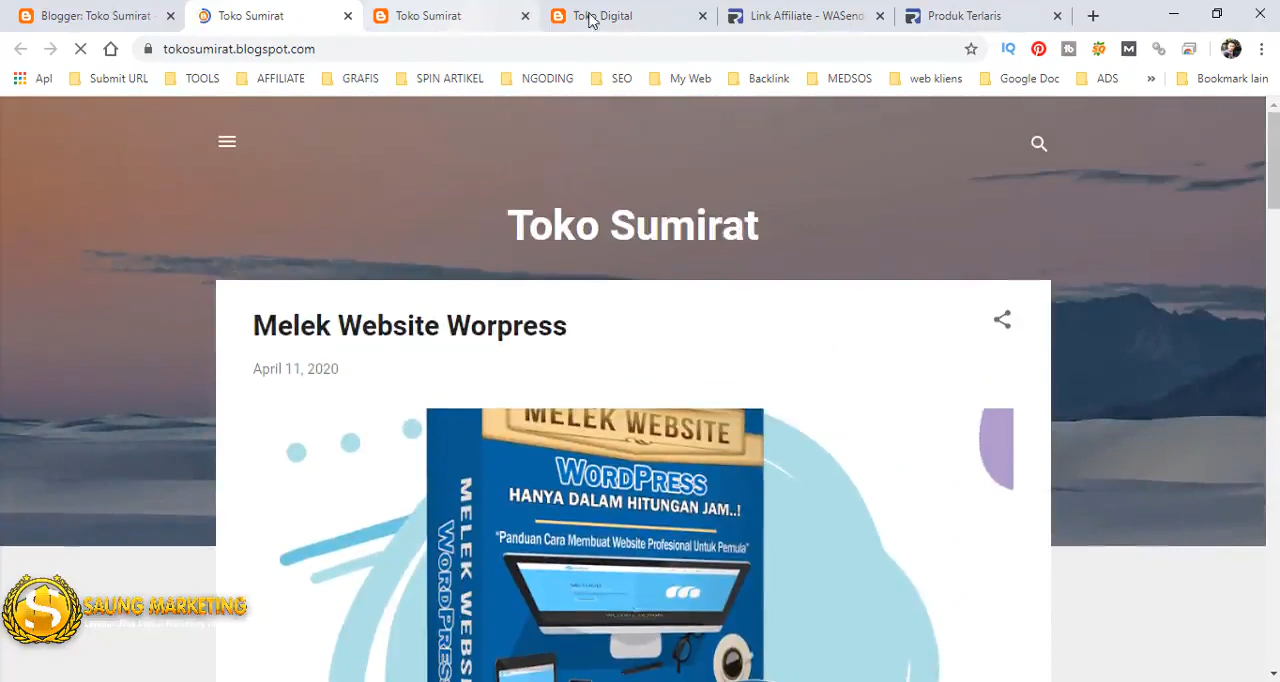 Blogger: Toko Sumirat -
Toko Sumirat
Toko Sumirat
Toko Digital
Link Affiliate - WASend
Produk Terlaris
tokosumirat.blogspot.com
Apl
Submit URL
TOOLS
AFFILIATE
GRAFIS
SPIN ARTIKEL
NGODING
SEO
My Web
Backlink
MEDSOS
web kliens
Google Doc
ADS
»
Bookmark lain
Toko Sumirat
Melek Website Worpress
April 11, 2020
MELEK WEBSITE
WORDPRESS
HANYA DALAM HITUNGAN JAM..!
"Panduan Cara Membuat Website Profesional Untuk Pemula"
MELEK WEBS
WORDPRES
SAUNG MARKETING